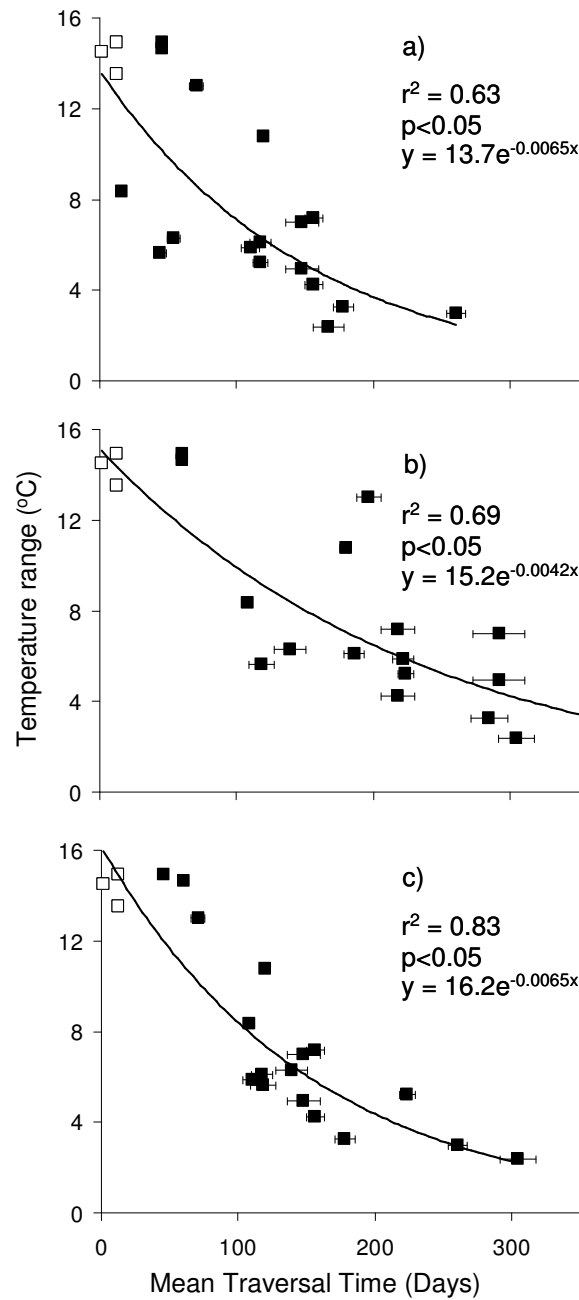 16
12
8
4
0
a)
r² = 0.63
p<0.05
y = 13.7e^-0.0065x
16
12
8
4
0
b)
r² = 0.69
p<0.05
y = 15.2e^-0.0042x
Temperature range (ºC)
16
12
8
4
0
c)
r² = 0.83
p<0.05
y = 16.2e^-0.0065x
0 100 200 300
Mean Traversal Time (Days)